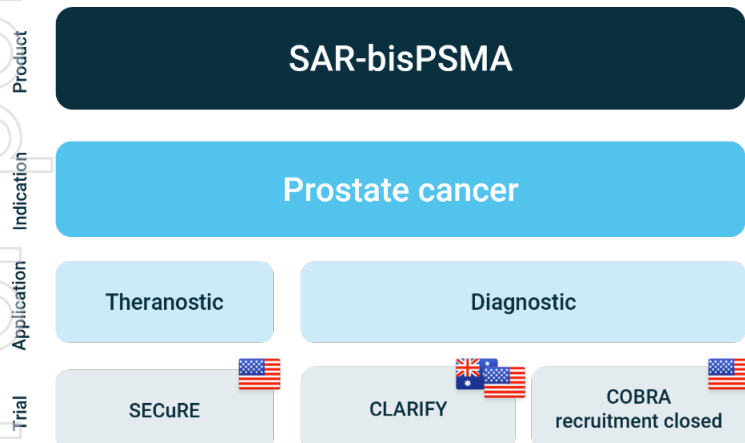 Product
SAR-bisPSMA
Indication
Prostate cancer
Application
Theranostic
Diagnostic
Trial
SECuRE
CLARIFY
COBRA
recruitment closed